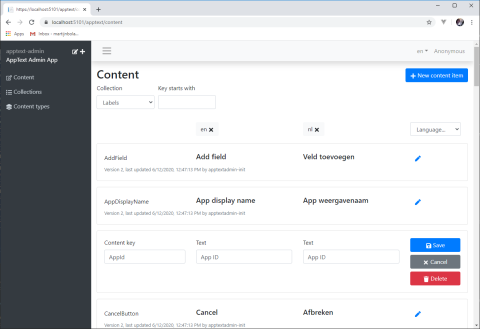 https://localhost:5101/apptext/a
localhost:5101/apptext/content
Apps
Inbox - martijnbola...
apptext-admin
AppText Admin App
Content
Collections
Content types
en
Anonymous
Content
+ New content item
Collection
Key starts with
Labels
en ×
nl ×
Language...
AddField
Add field
Veld toevoegen
Version 2, last updated 6/12/2020, 12:47:13 PM by apptextadmin-init
AppDisplayName
App display name
App weergavenaam
Version 2, last updated 6/12/2020, 12:47:13 PM by apptextadmin-init
Content key
Text
Text
AppId
App ID
App ID
Save
Cancel
Delete
CancelButton
Cancel
Afbreken
Version 2, last updated 6/12/2020, 12:47:13 PM by apptextadmin-init